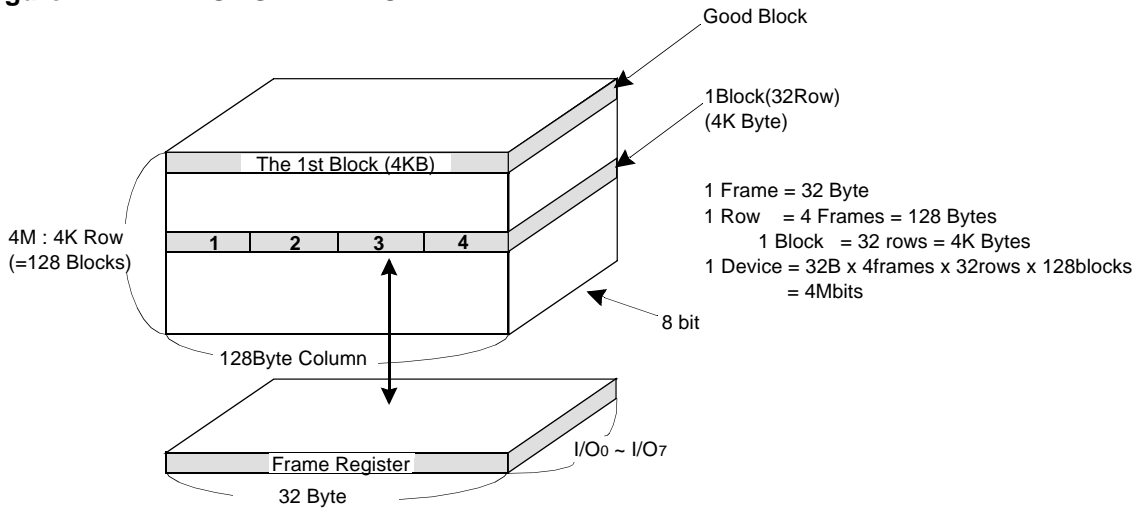 Good Block
1Block(32Row)
(4K Byte)
The 1st Block (4KB)
1 Frame = 32 Byte
1 Row = 4 Frames = 128 Bytes
1 Block = 32 rows = 4K Bytes
1 Device = 32B x 4frames x 32rows x 128blocks
= 4Mbits
4M : 4K Row
(=128 Blocks)
1 2 3 4
8 bit
128Byte Column
I/O0 ~ I/O7
Frame Register
32 Byte